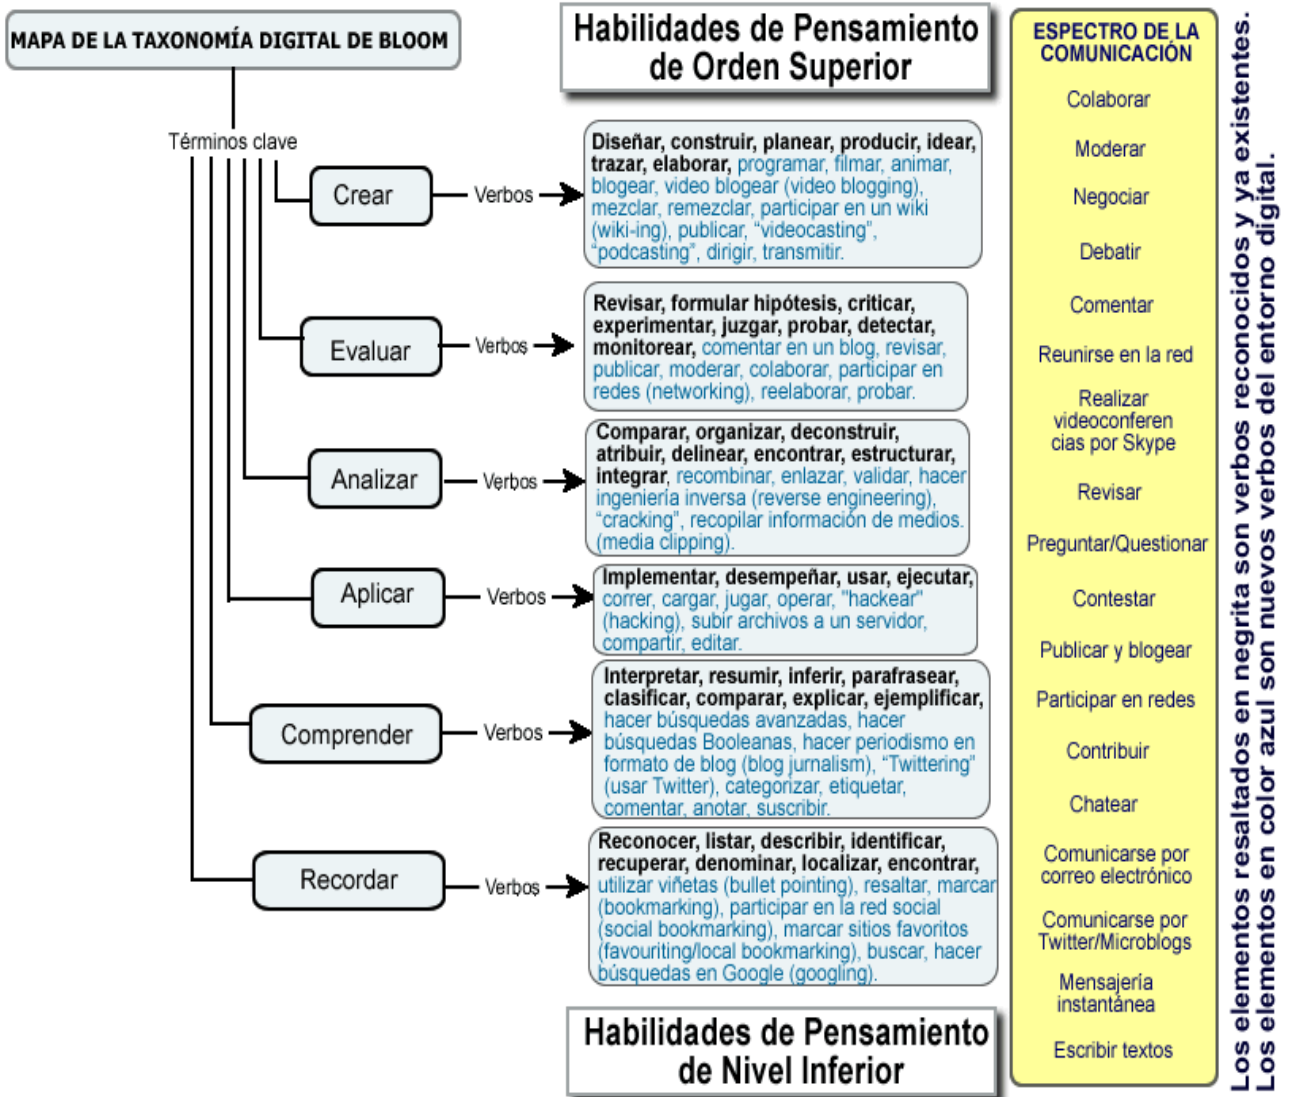 MAPA DE LA TAXONOMÍA DIGITAL DE BLOOM
Habilidades de Pensamiento
de Orden Superior
Términos clave
Crear
Verbos
Diseñar, construir, planear, producir, idear,
trazar, elaborar, programar, filmar, animar,
blogear, video blogear (video blogging),
mezclar, remezclar, participar en un wiki
(wiki-ing), publicar, “videocasting”,
“podcasting”, dirigir, transmitir.
Evaluar
Verbos
Revisar, formular hipótesis, criticar,
experimentar, juzgar, probar, detectar,
monitorear, comentar en un blog, revisar,
publicar, moderar, colaborar, participar en
redes (networking), reelaborar, probar.
Analizar
Verbos
Comparar, organizar, deconstruir,
atribuir, delinear, encontrar, estructurar,
integrar, recombinar, enlazar, validar, hacer
ingeniería inversa (reverse engineering),
“cracking”, recopilar información de medios.
(media clipping).
Aplicar
Verbos
Implementar, desempeñar, usar, ejecutar,
correr, cargar, jugar, operar, "hackear"
(hacking), subir archivos a un servidor,
compartir, editar.
Comprender
Verbos
Interpretar, resumir, inferir, parafrasear,
clasificar, comparar, explicar, ejemplificar,
hacer búsquedas avanzadas, hacer
búsquedas Booleanas, hacer periodismo en
formato de blog (blog jurnalism), “Twittering”
(usar Twitter), categorizar, etiquetar,
comentar, anotar, suscribir.
Recordar
Verbos
Reconocer, listar, describir, identificar,
recuperar, denominar, localizar, encontrar,
utilizar viñetas (bullet pointing), resaltar, marcar
(bookmarking), participar en la red social
(social bookmarking), marcar sitios favoritos
(favouriting/local bookmarking), buscar, hacer
búsquedas en Google (googling).
Habilidades de Pensamiento
de Nivel Inferior
ESPECTRO DE LA
COMUNICACIÓN
Colaborar
Moderar
Negociar
Debatir
Comentar
Reunirse en la red
Realizar
videoconferen
cias por Skype
Revisar
Preguntar/Questionar
Contestar
Publicar y blogear
Participar en redes
Contribuir
Chatear
Comunicarse por
correo electrónico
Comunicarse por
Twitter/Microblogs
Mensajería
instantánea
Escribir textos
Los elementos resaltados en negrita son verbos reconocidos y ya existentes.
Los elementos en color azul son nuevos verbos del entorno digital.